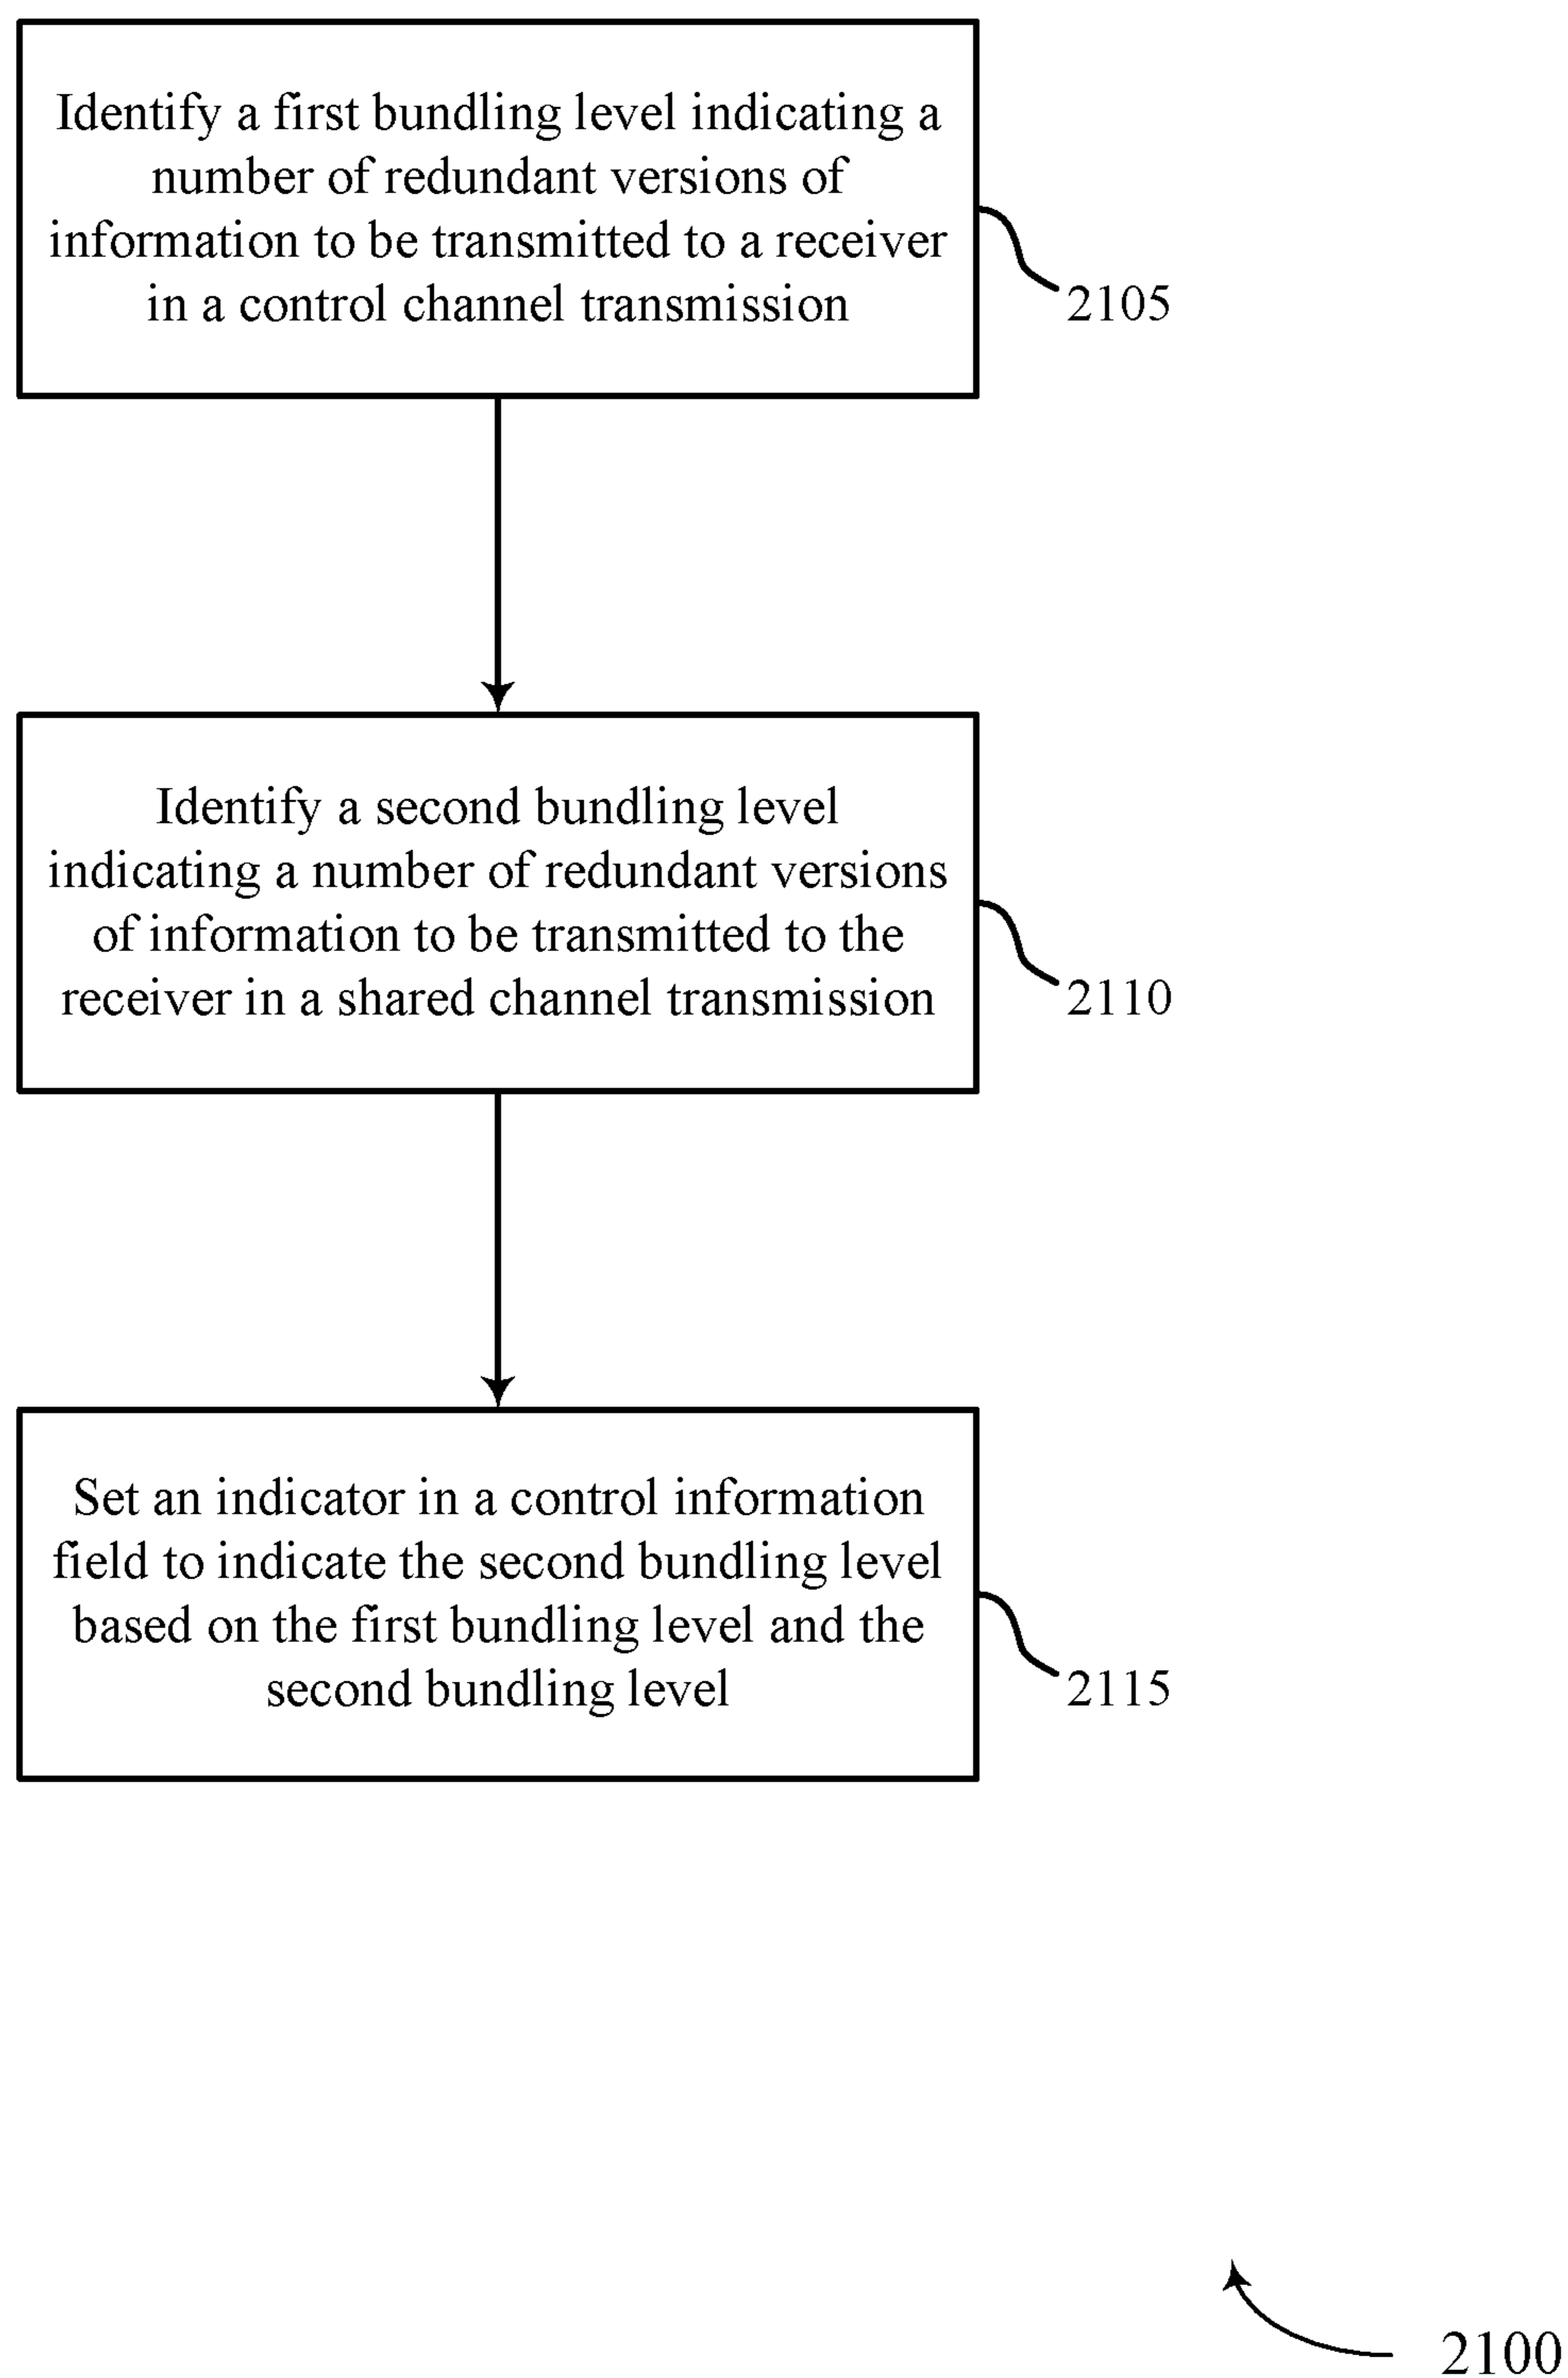 Identify a first bundling level indicating a
number of redundant versions of
information to be transmitted to a receiver
in a control channel transmission
2105
Identify a second bundling level
indicating a number of redundant versions
of information to be transmitted to the
receiver in a shared channel transmission
2110
Set an indicator in a control information
field to indicate the second bundling level
based on the first bundling level and the
second bundling level
2115
2100